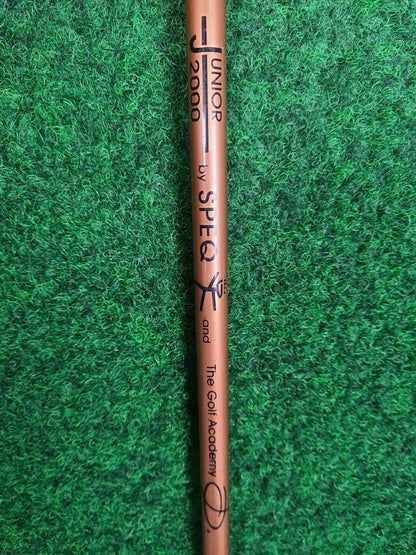 JUNIOR
2000
by SPEQ
and
The Golf Academy